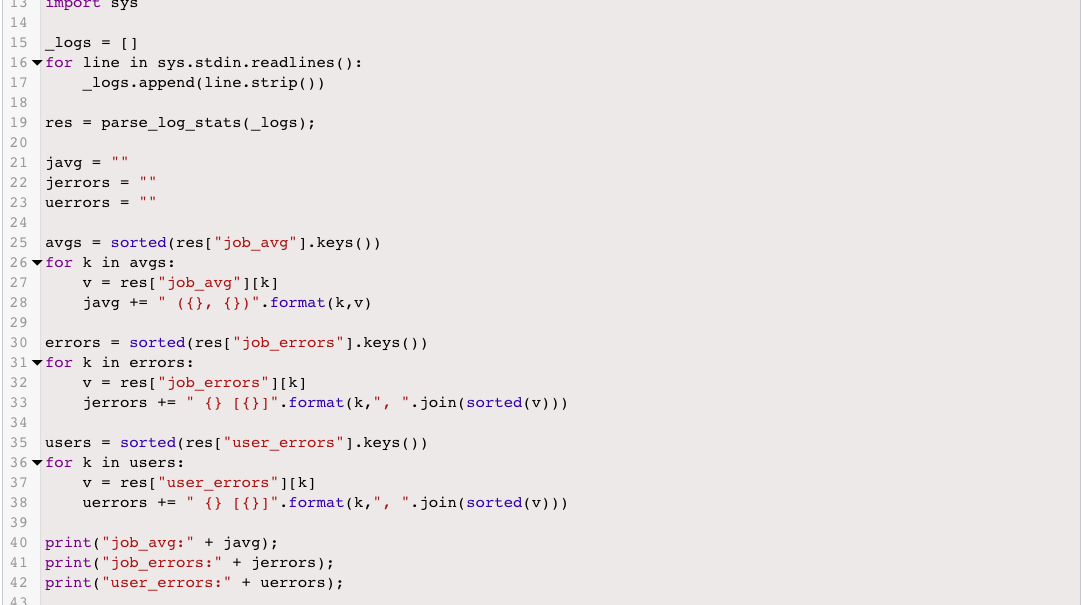 13 import sys
14
15 _logs = []
16 for line in sys.stdin.readlines():
17     _logs.append(line.strip())
18
19 res = parse_log_stats(_logs);
20
21 javg = ""
22 jerrors = ""
23 uerrors = ""
24
25 avgs = sorted(res["job_avg"].keys())
26 for k in avgs:
27     v = res["job_avg"][k]
28     javg += " ({}, {})".format(k,v)
29
30 errors = sorted(res["job_errors"].keys())
31 for k in errors:
32     v = res["job_errors"][k]
33     jerrors += " {} [{}]".format(k,", ".join(sorted(v)))
34
35 users = sorted(res["user_errors"].keys())
36 for k in users:
37     v = res["user_errors"][k]
38     uerrors += " {} [{}]".format(k,", ".join(sorted(v)))
39
40 print("job_avg:" + javg);
41 print("job_errors:" + jerrors);
42 print("user_errors:" + uerrors);
43